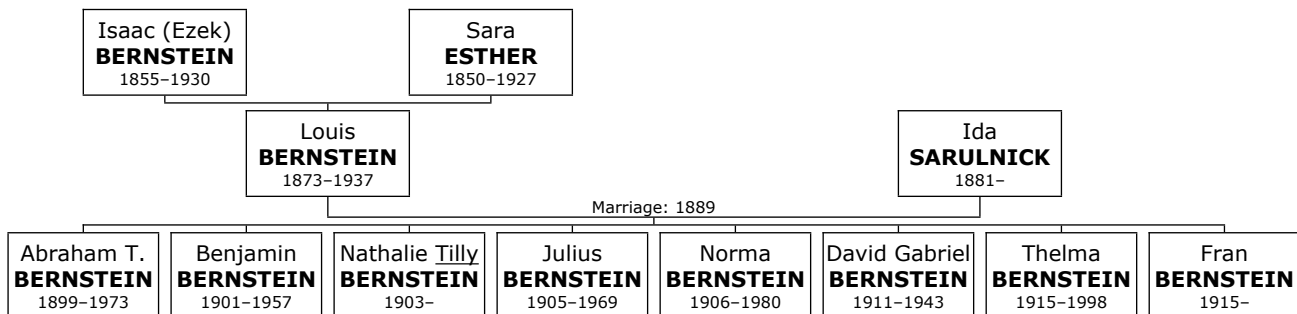 Isaac (Ezek)
BERNSTEIN
1855–1930
Sara
ESTHER
1850–1927
Louis
BERNSTEIN
1873–1937
Ida
SARULNICK
1881–
Marriage: 1889
Abraham T.
BERNSTEIN
1899–1973
Benjamin
BERNSTEIN
1901–1957
Nathalie Tilly
BERNSTEIN
1903–
Julius
BERNSTEIN
1905–1969
Norma
BERNSTEIN
1906–1980
David Gabriel
BERNSTEIN
1911–1943
Thelma
BERNSTEIN
1915–1998
Fran
BERNSTEIN
1915–